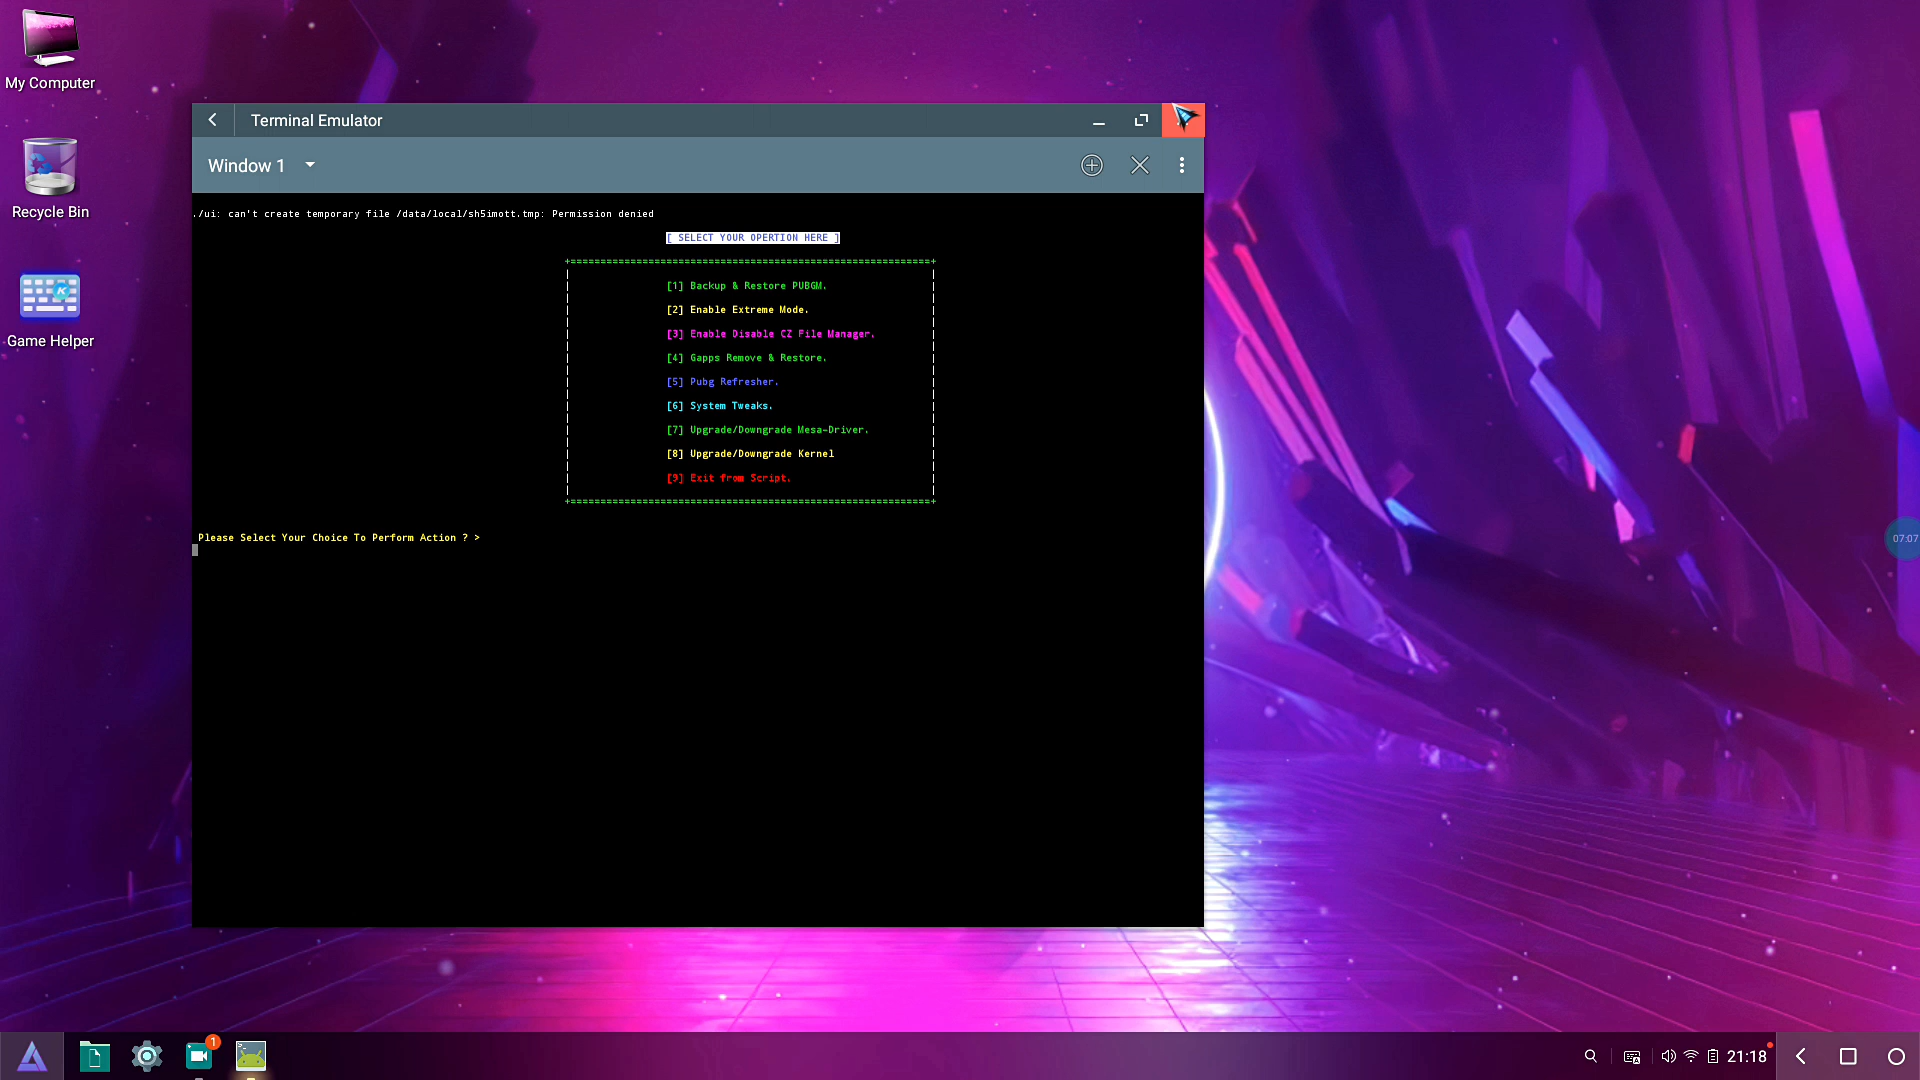 My Computer
Recycle Bin
Game Helper
Terminal Emulator
Window 1
./ui: can't create temporary file /data/local/sh5imott.tmp: Permission denied
[ SELECT YOUR OPERTION HERE ]
[1] Backup & Restore PUBGM.
[2] Enable Extreme Mode.
[3] Enable Disable CZ File Manager.
[4] Gapps Remove & Restore.
[5] Pubg Refresher.
[6] System Tweaks.
[7] Upgrade/Downgrade Mesa-Driver.
[8] Upgrade/Downgrade Kernel
[9] Exit from Script.
Please Select Your Choice To Perform Action ? >
07:07
1
21:18